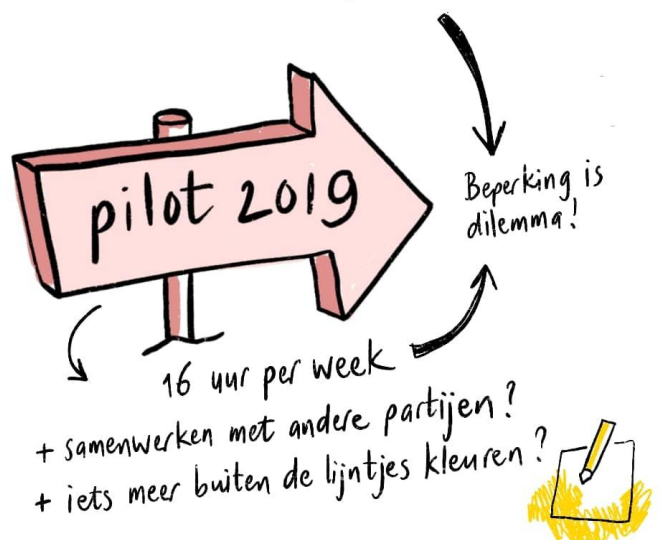 pilot 2019
Beperking is
dilemma!
16 uur per week
+ samenwerken met andere partijen?
+ iets meer buiten de lijntjes kleuren?